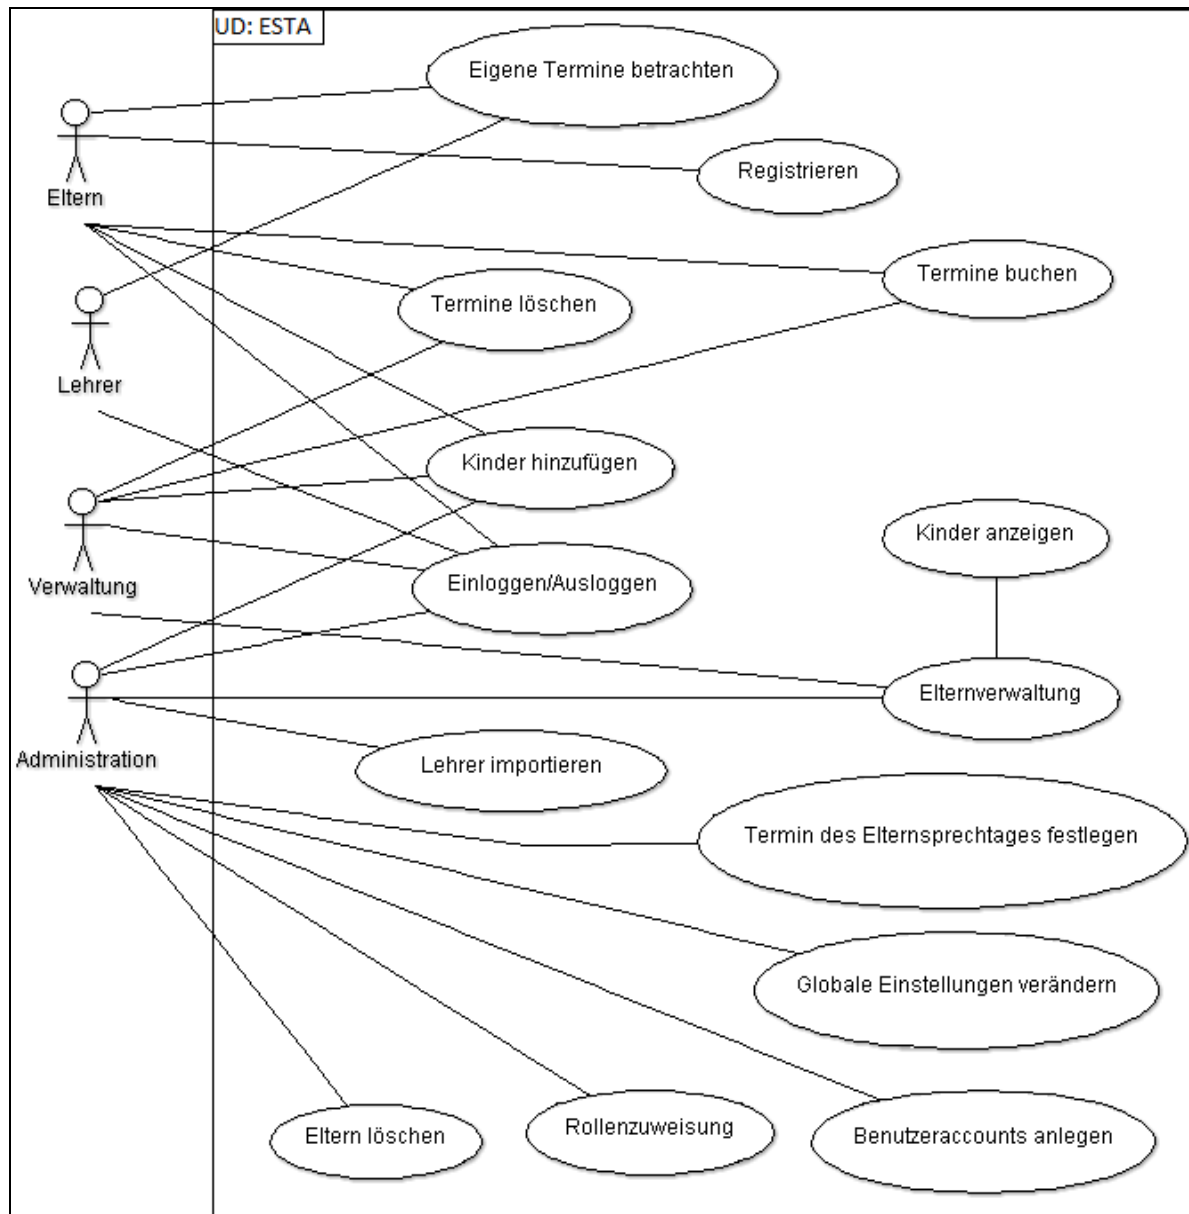 UD: ESTA
Eigene Termine betrachten
Registrieren
Eltern
Termine buchen
Termine löschen
Lehrer
Kinder hinzufügen
Kinder anzeigen
Verwaltung
Einloggen/Ausloggen
Elternverwaltung
Administration
Lehrer importieren
Termin des Elternsprechtages festlegen
Globale Einstellungen verändern
Eltern löschen
Rollenzuweisung
Benutzeraccounts anlegen